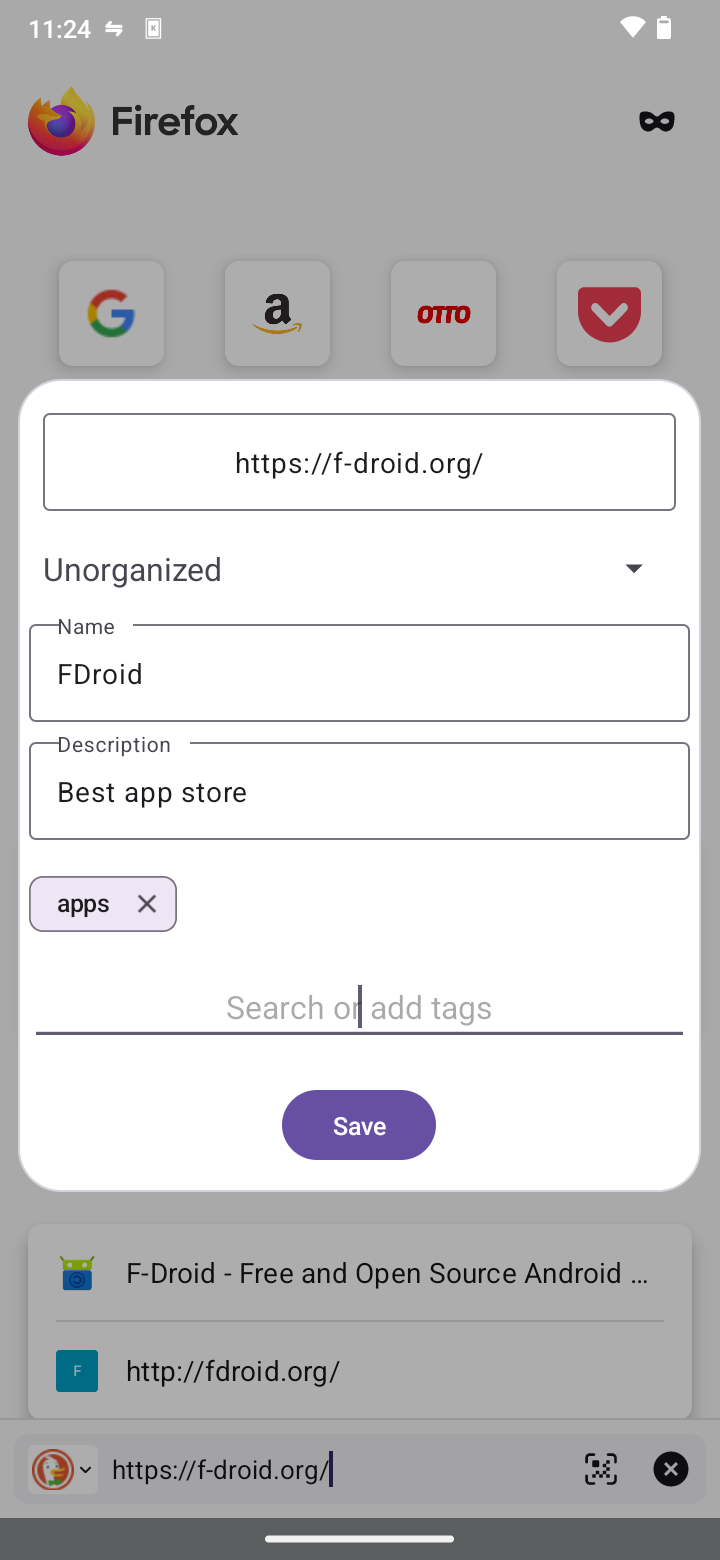 11:24
Firefox
a
OTTO
https://f-droid.org/
Unorganized
Name
FDroid
Description
Best app store
apps
Search or add tags
Save
F-Droid - Free and Open Source Android ...
F
http://fdroid.org/
https://f-droid.org/